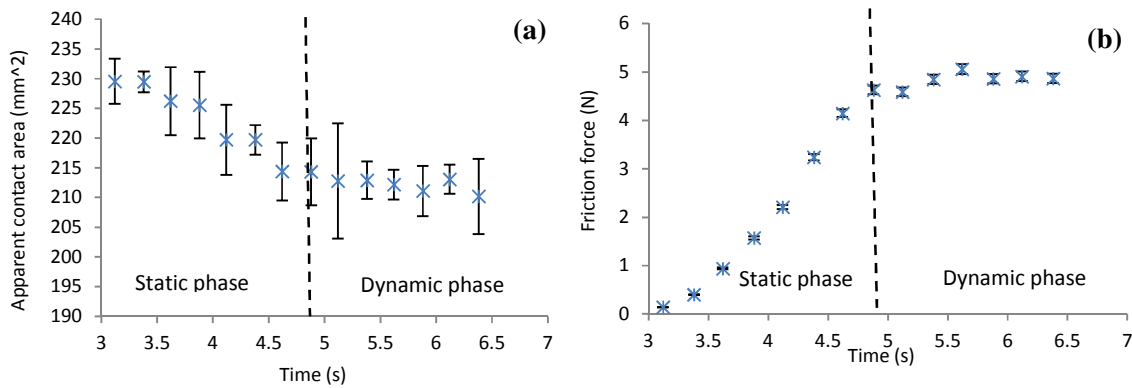 (a)
Apparent contact area (mm^2)
240
235
230
225
220
215
210
205
200
195
190
Static phase
Dynamic phase
3 3.5 4 4.5 5 5.5 6 6.5 7
Time (s)
(b)
Friction force (N)
6
5
4
3
2
1
0
Static phase
Dynamic phase
3 3.5 4 4.5 5 5.5 6 6.5 7
Time (s)